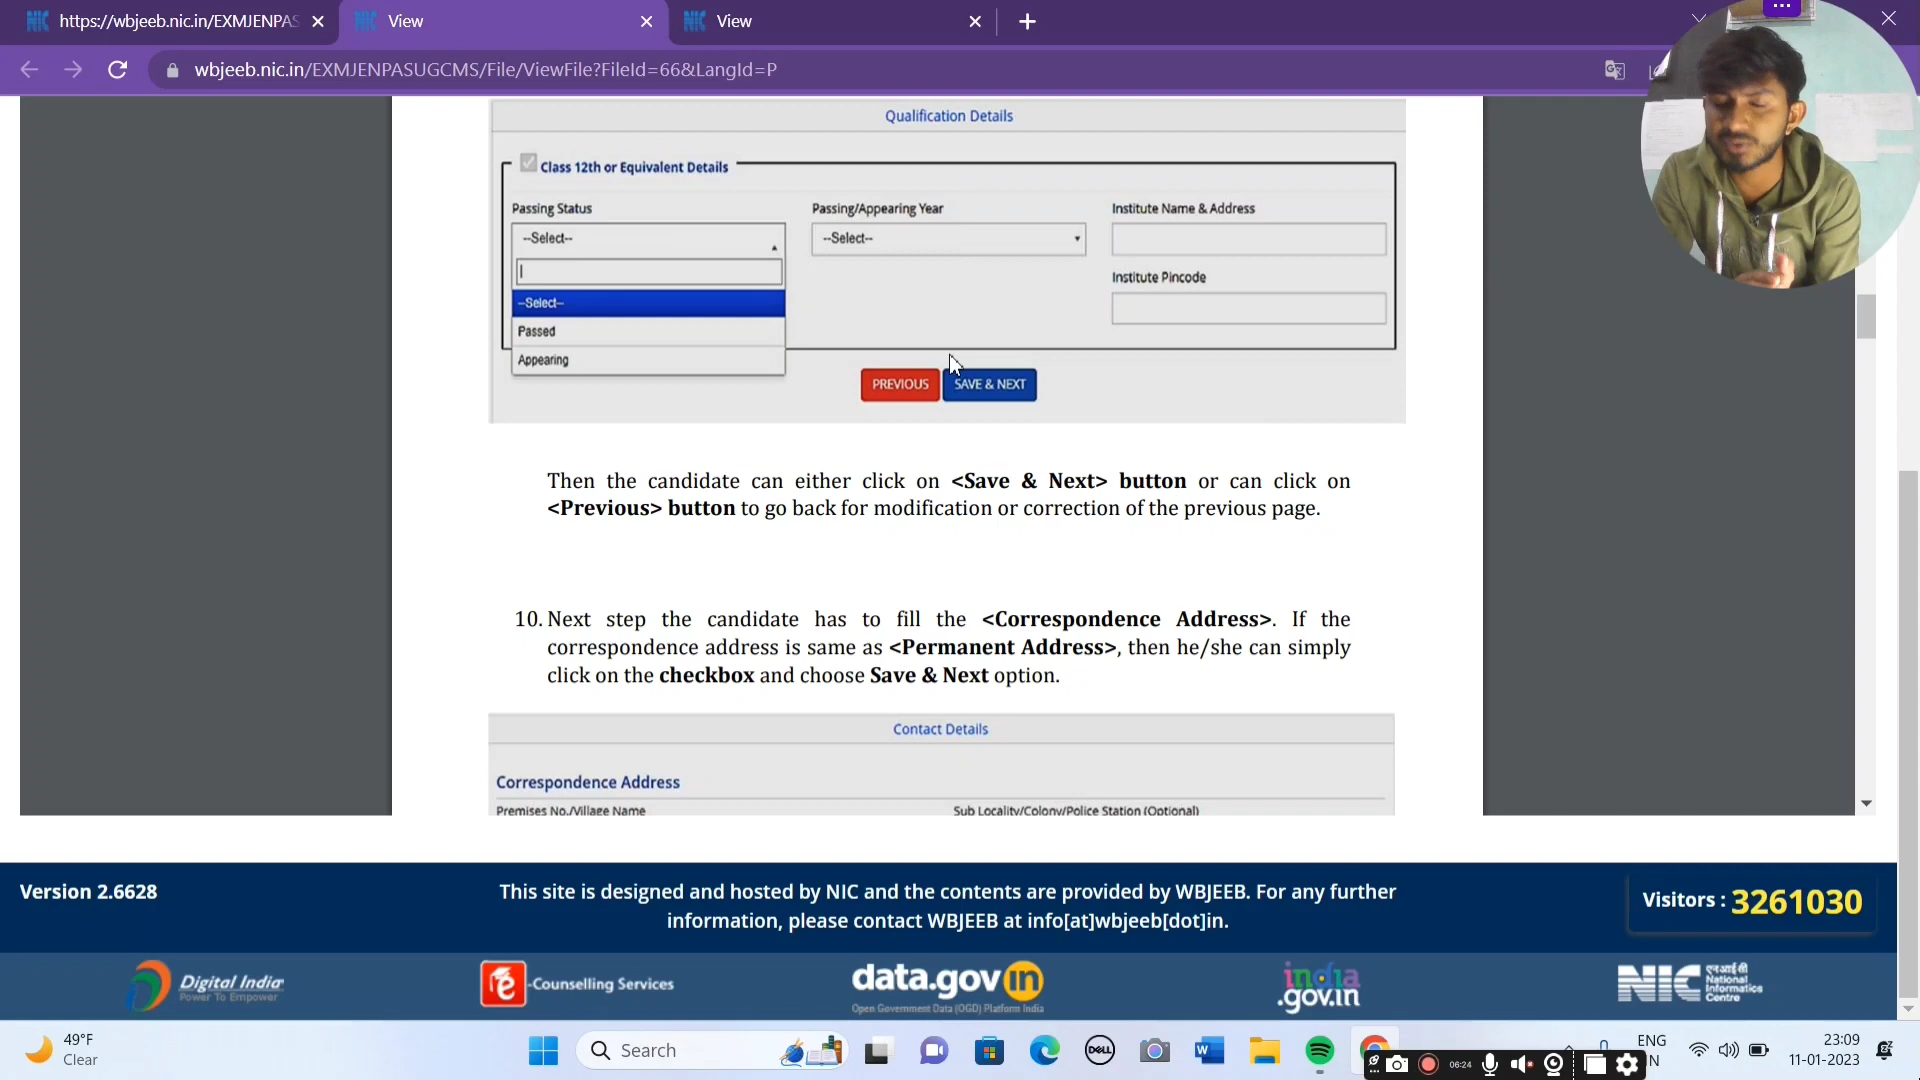 https://wbjeeb.nic.in/EXMJENPAS
View
View
wbjeeb.nic.in/EXMJENPASUGCMS/File/ViewFile?FileId=66&LangId=P
Qualification Details
Class 12th or Equivalent Details
Passing Status
Passing/Appearing Year
Institute Name & Address
--Select--
--Select--
Institute Pincode
--Select--
Passed
Appearing
PREVIOUS
SAVE & NEXT
Then the candidate can either click on <Save & Next> button or can click on
<Previous> button to go back for modification or correction of the previous page.
10. Next step the candidate has to fill the <Correspondence Address>. If the
correspondence address is same as <Permanent Address>, then he/she can simply
click on the checkbox and choose Save & Next option.
Contact Details
Correspondence Address
Premises No./Village Name
Sub Locality/Colony/Police Station (Optional)
Version 2.6628
This site is designed and hosted by NIC and the contents are provided by WBJEEB. For any further
information, please contact WBJEEB at info[at]wbjeeb[dot]in.
Visitors : 3261030
Digital India
Power To Empower
e-Counselling Services
data.gov in
Open Government Data (OGD) Platform India
india
.gov.in
NIC
एनआईसी
National
Informatics
Centre
49°F
Clear
Search
DELL
W
06:24
ENG
IN
23:09
11-01-2023